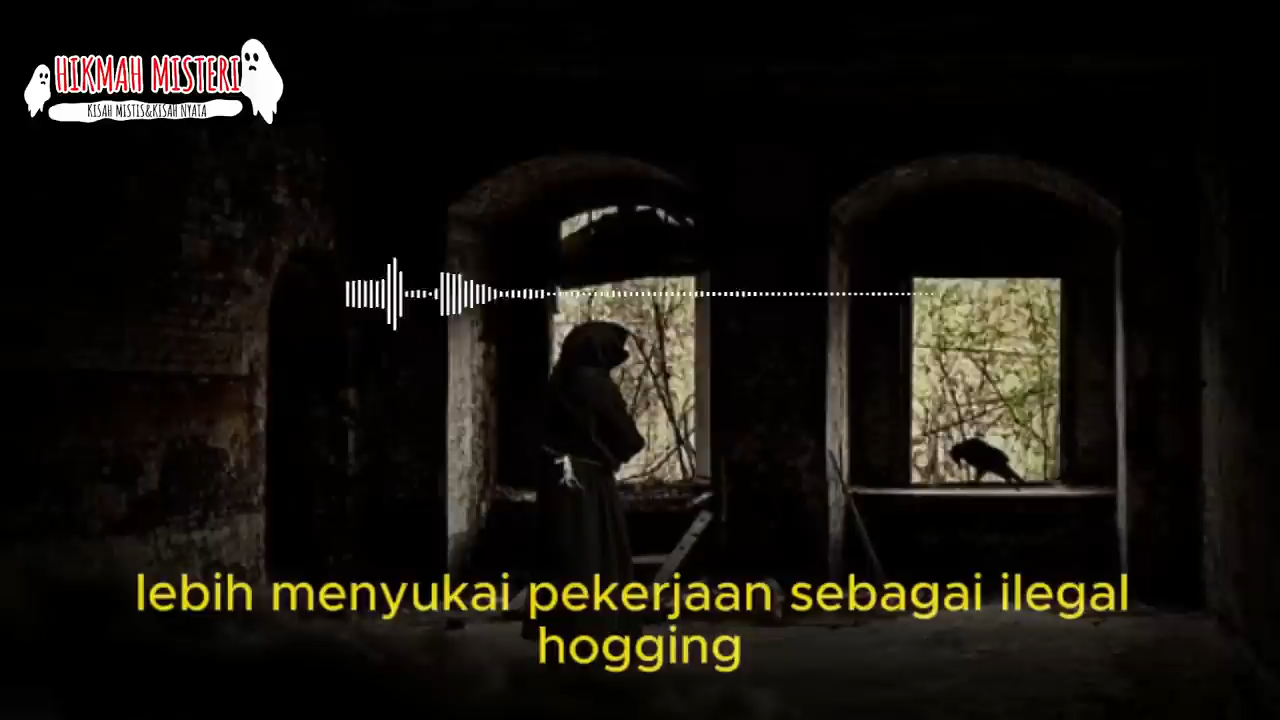 HIKMAH MISTERI
KISAH MISTIS&KISAH NYATA
lebih menyukai pekerjaan sebagai ilegal
hogging